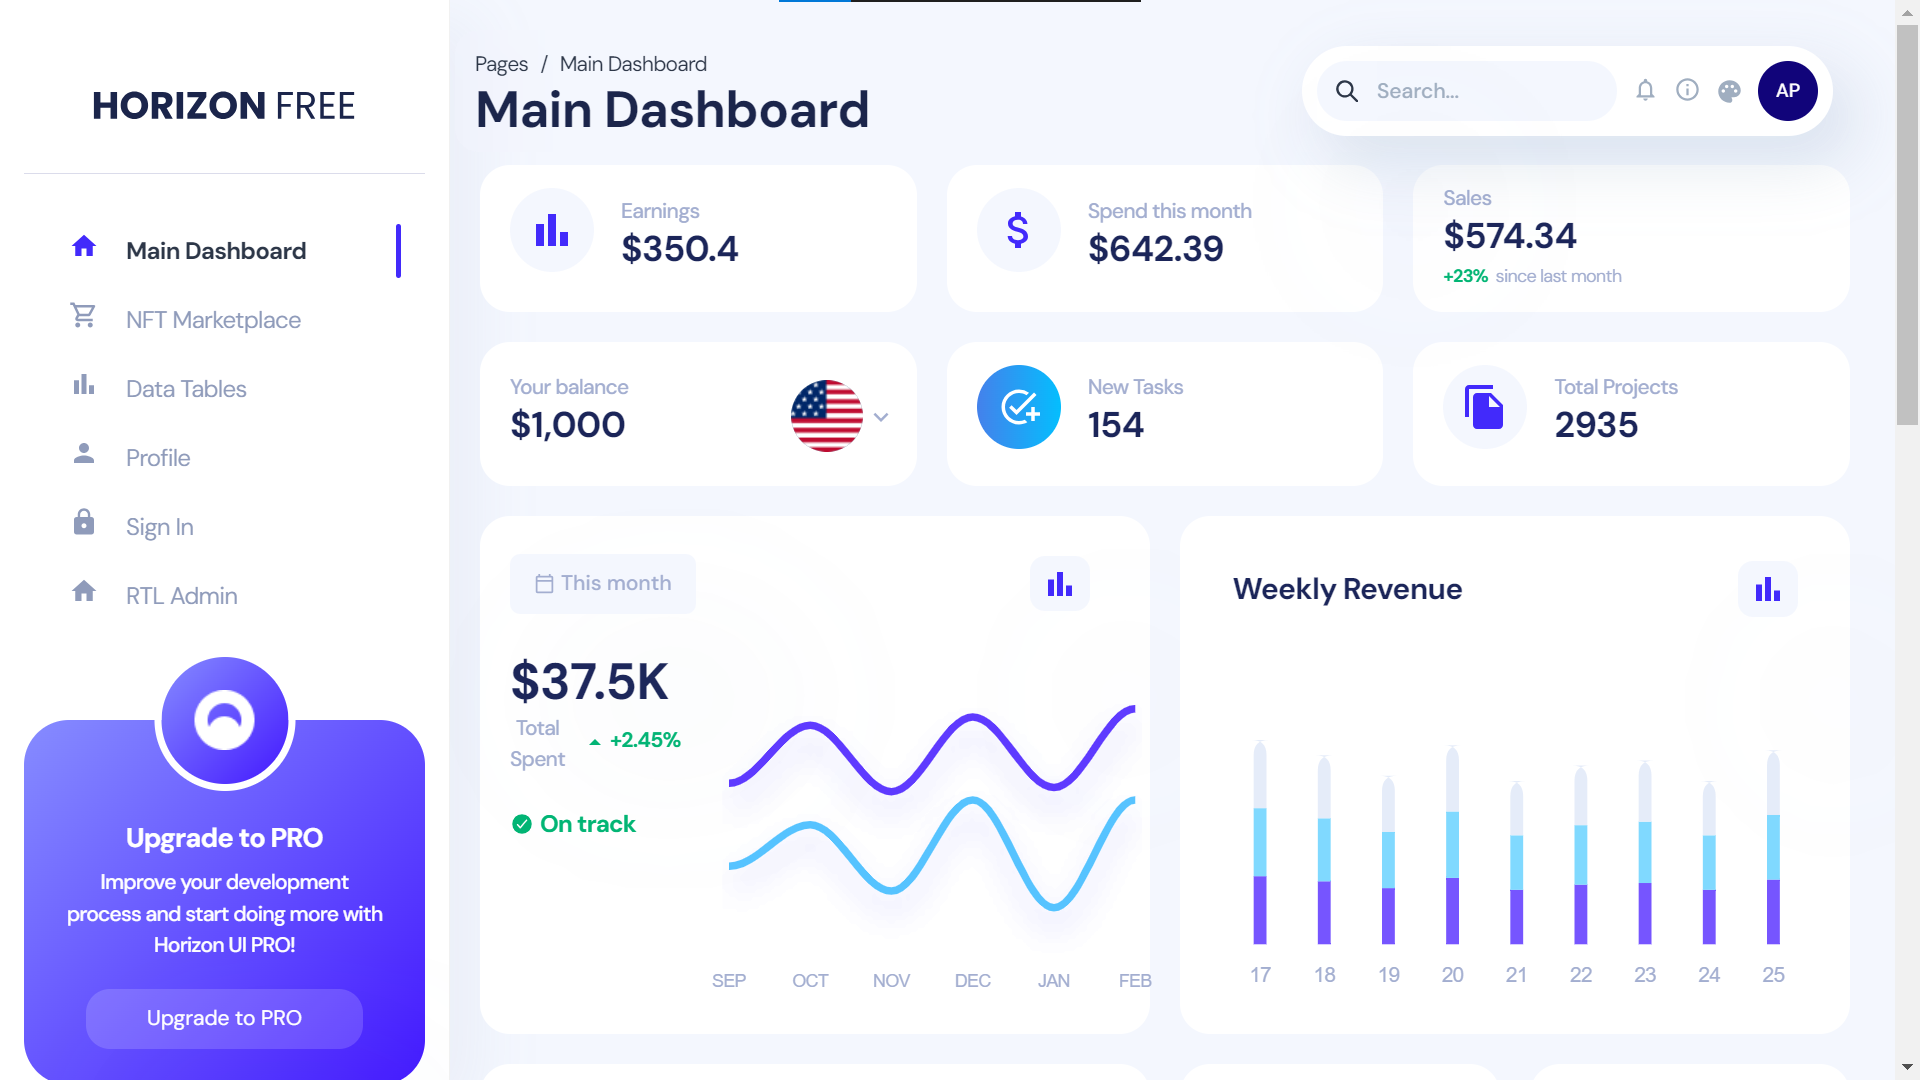 HORIZON FREE
Main Dashboard
NFT Marketplace
Data Tables
Profile
Sign In
RTL Admin
Upgrade to PRO
Improve your development
process and start doing more with
Horizon UI PRO!
Upgrade to PRO
Pages / Main Dashboard
Main Dashboard
Search...
AP
Earnings
$350.4
Spend this month
$642.39
Sales
$574.34
+23% since last month
Your balance
$1,000
New Tasks
154
Total Projects
2935
This month
$37.5K
Total
Spent
+2.45%
On track
SEP OCT NOV DEC JAN FEB
Weekly Revenue
17 18 19 20 21 22 23 24 25